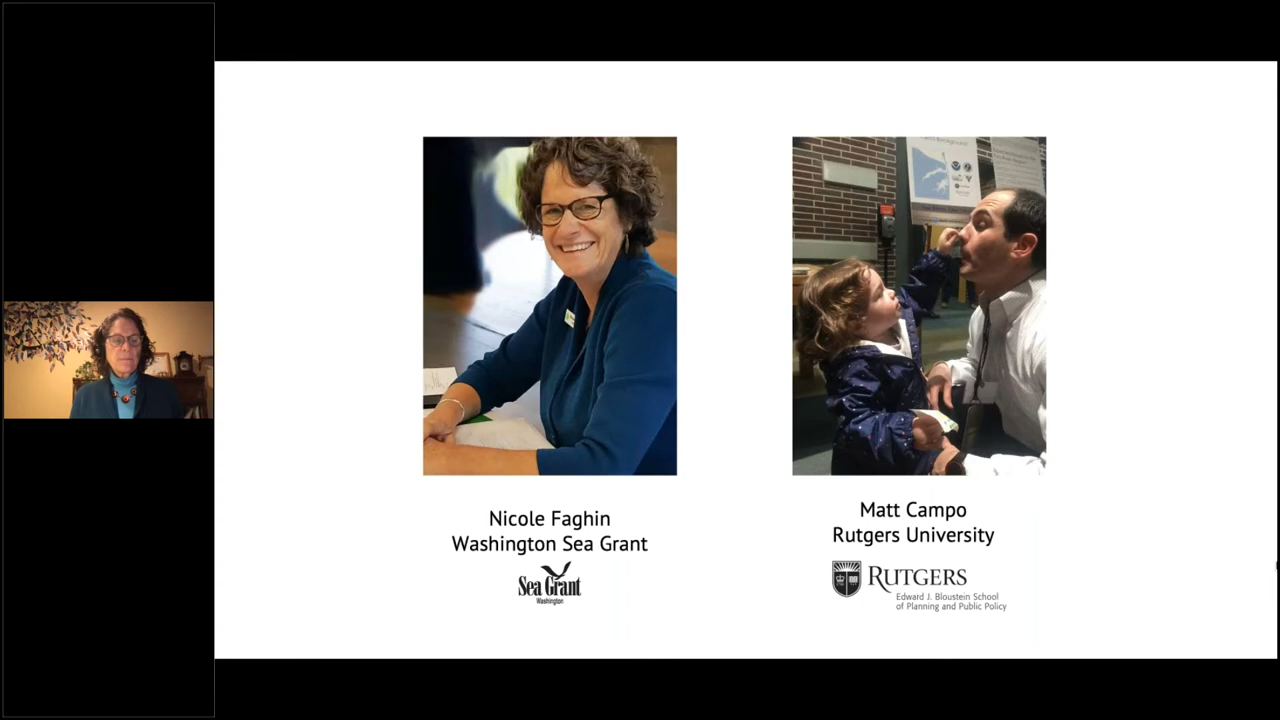 Nicole Faghin
Washington Sea Grant
Sea Grant
Washington
Matt Campo
Rutgers University
RUTGERS
Edward J. Bloustein School
of Planning and Public Policy